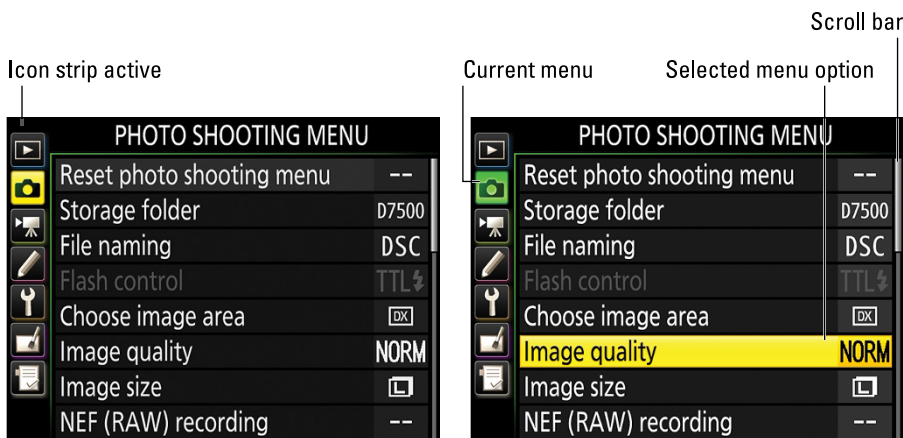 Scroll bar
Icon strip active
Current menu
Selected menu option
PHOTO SHOOTING MENU
Reset photo shooting menu --
Storage folder D7500
File naming DSC
Flash control TTL
Choose image area DX
Image quality NORM
Image size L
NEF (RAW) recording --
PHOTO SHOOTING MENU
Reset photo shooting menu --
Storage folder D7500
File naming DSC
Flash control TTL
Choose image area DX
Image quality NORM
Image size L
NEF (RAW) recording --